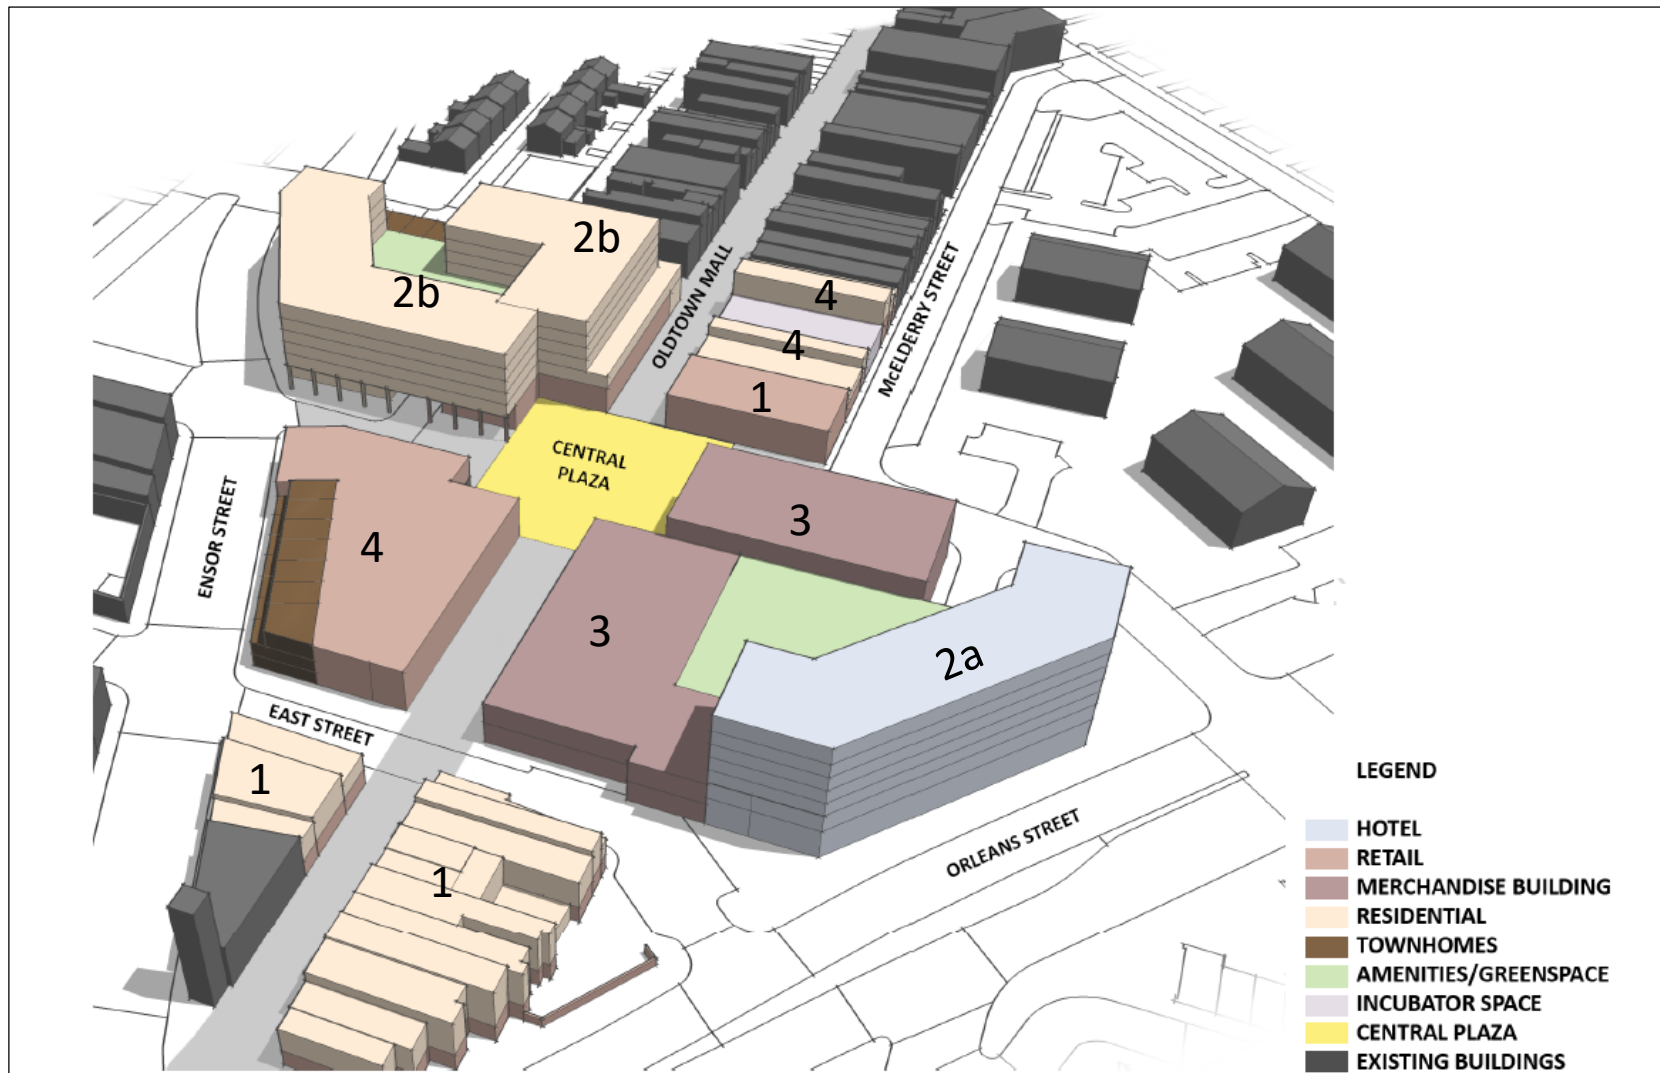 2b
2b
OLDTOWN MALL
4
4
1
McELDERRY STREET
CENTRAL
PLAZA
ENSOR STREET
4
3
3
2a
EAST STREET
1
1
ORLEANS STREET
LEGEND
HOTEL
RETAIL
MERCHANDISE BUILDING
RESIDENTIAL
TOWNHOMES
AMENITIES/GREENSPACE
INCUBATOR SPACE
CENTRAL PLAZA
EXISTING BUILDINGS